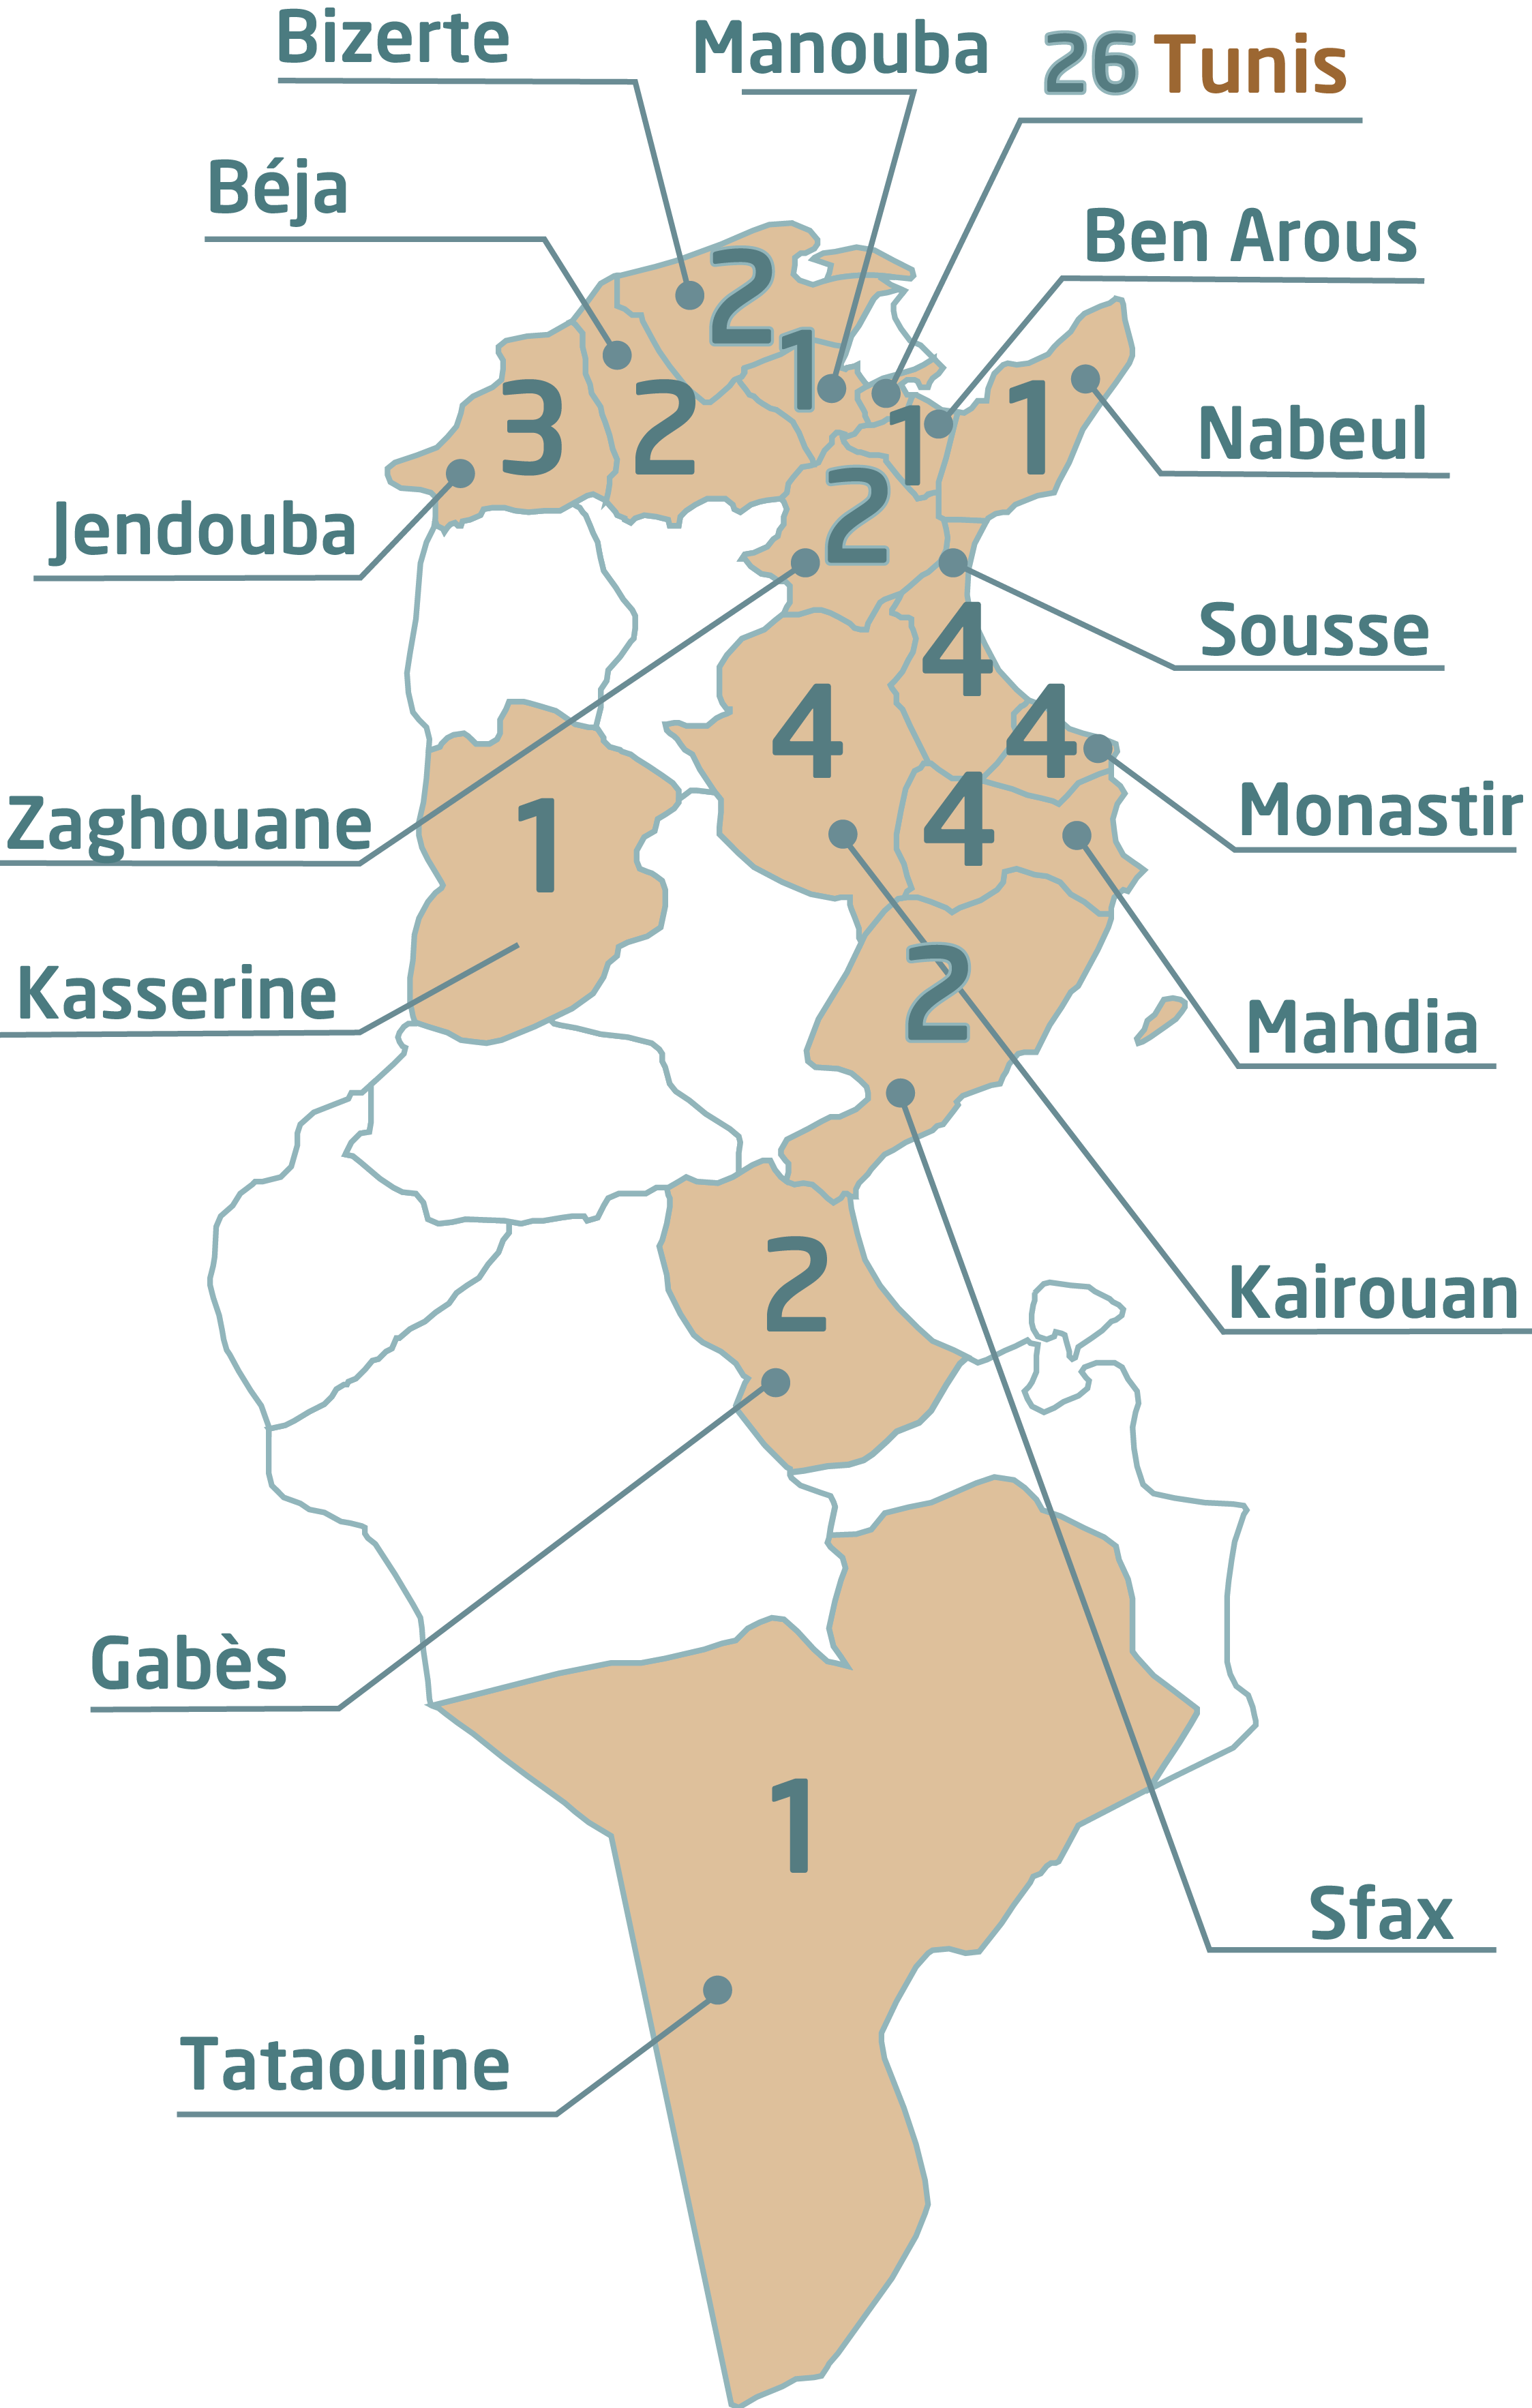 Bizerte
Manouba
26 Tunis
Béja
Ben Arous
2
1
3
2
1
1
Nabeul
Jendouba
2
Sousse
4
4
4
Monastir
Zaghouane
1
4
Kasserine
2
Mahdia
2
Kairouan
Gabès
1
Sfax
Tataouine